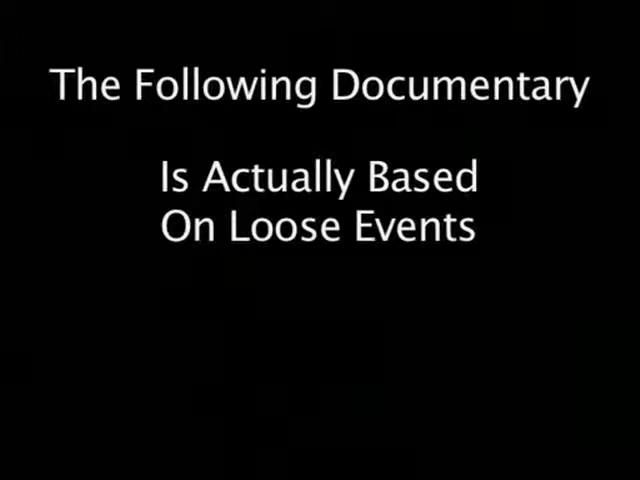 The Following Documentary
Is Actually Based
On Loose Events